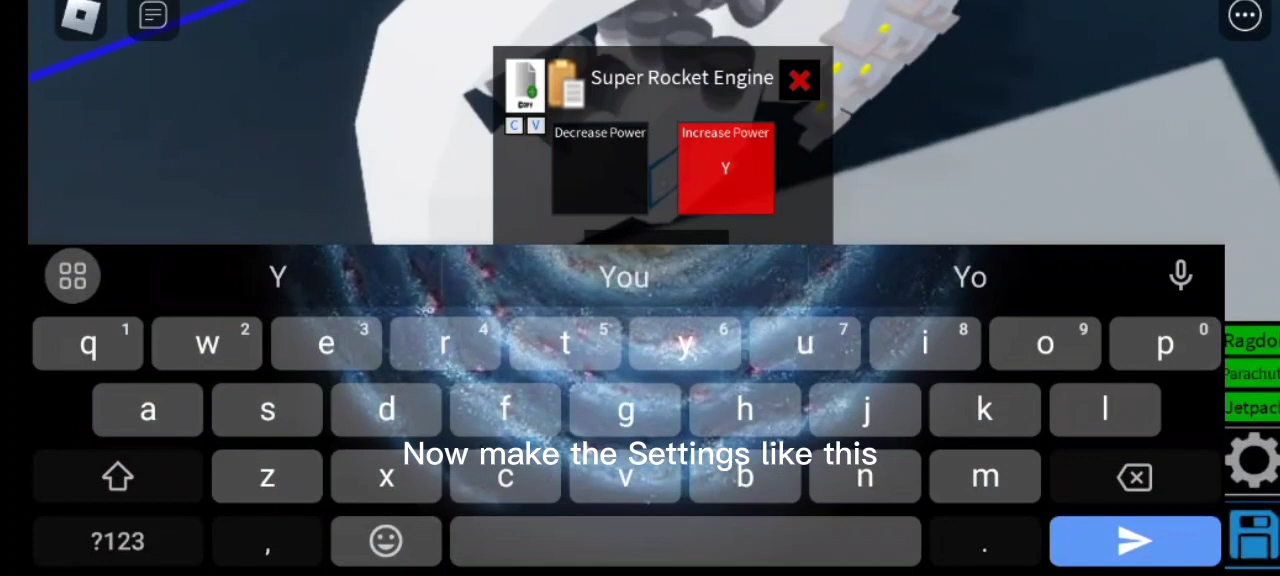 Super Rocket Engine
COPY
C V
Decrease Power
Increase Power
Y
Y You Yo
q 1 w 2 e 3 r 4 t 5 y 6 u 7 i 8 o 9 p 0
Ragdo
Parachut
a s d f g h j k l
Jetpac
Now make the Settings like this
z x c v b n m
?123 , .